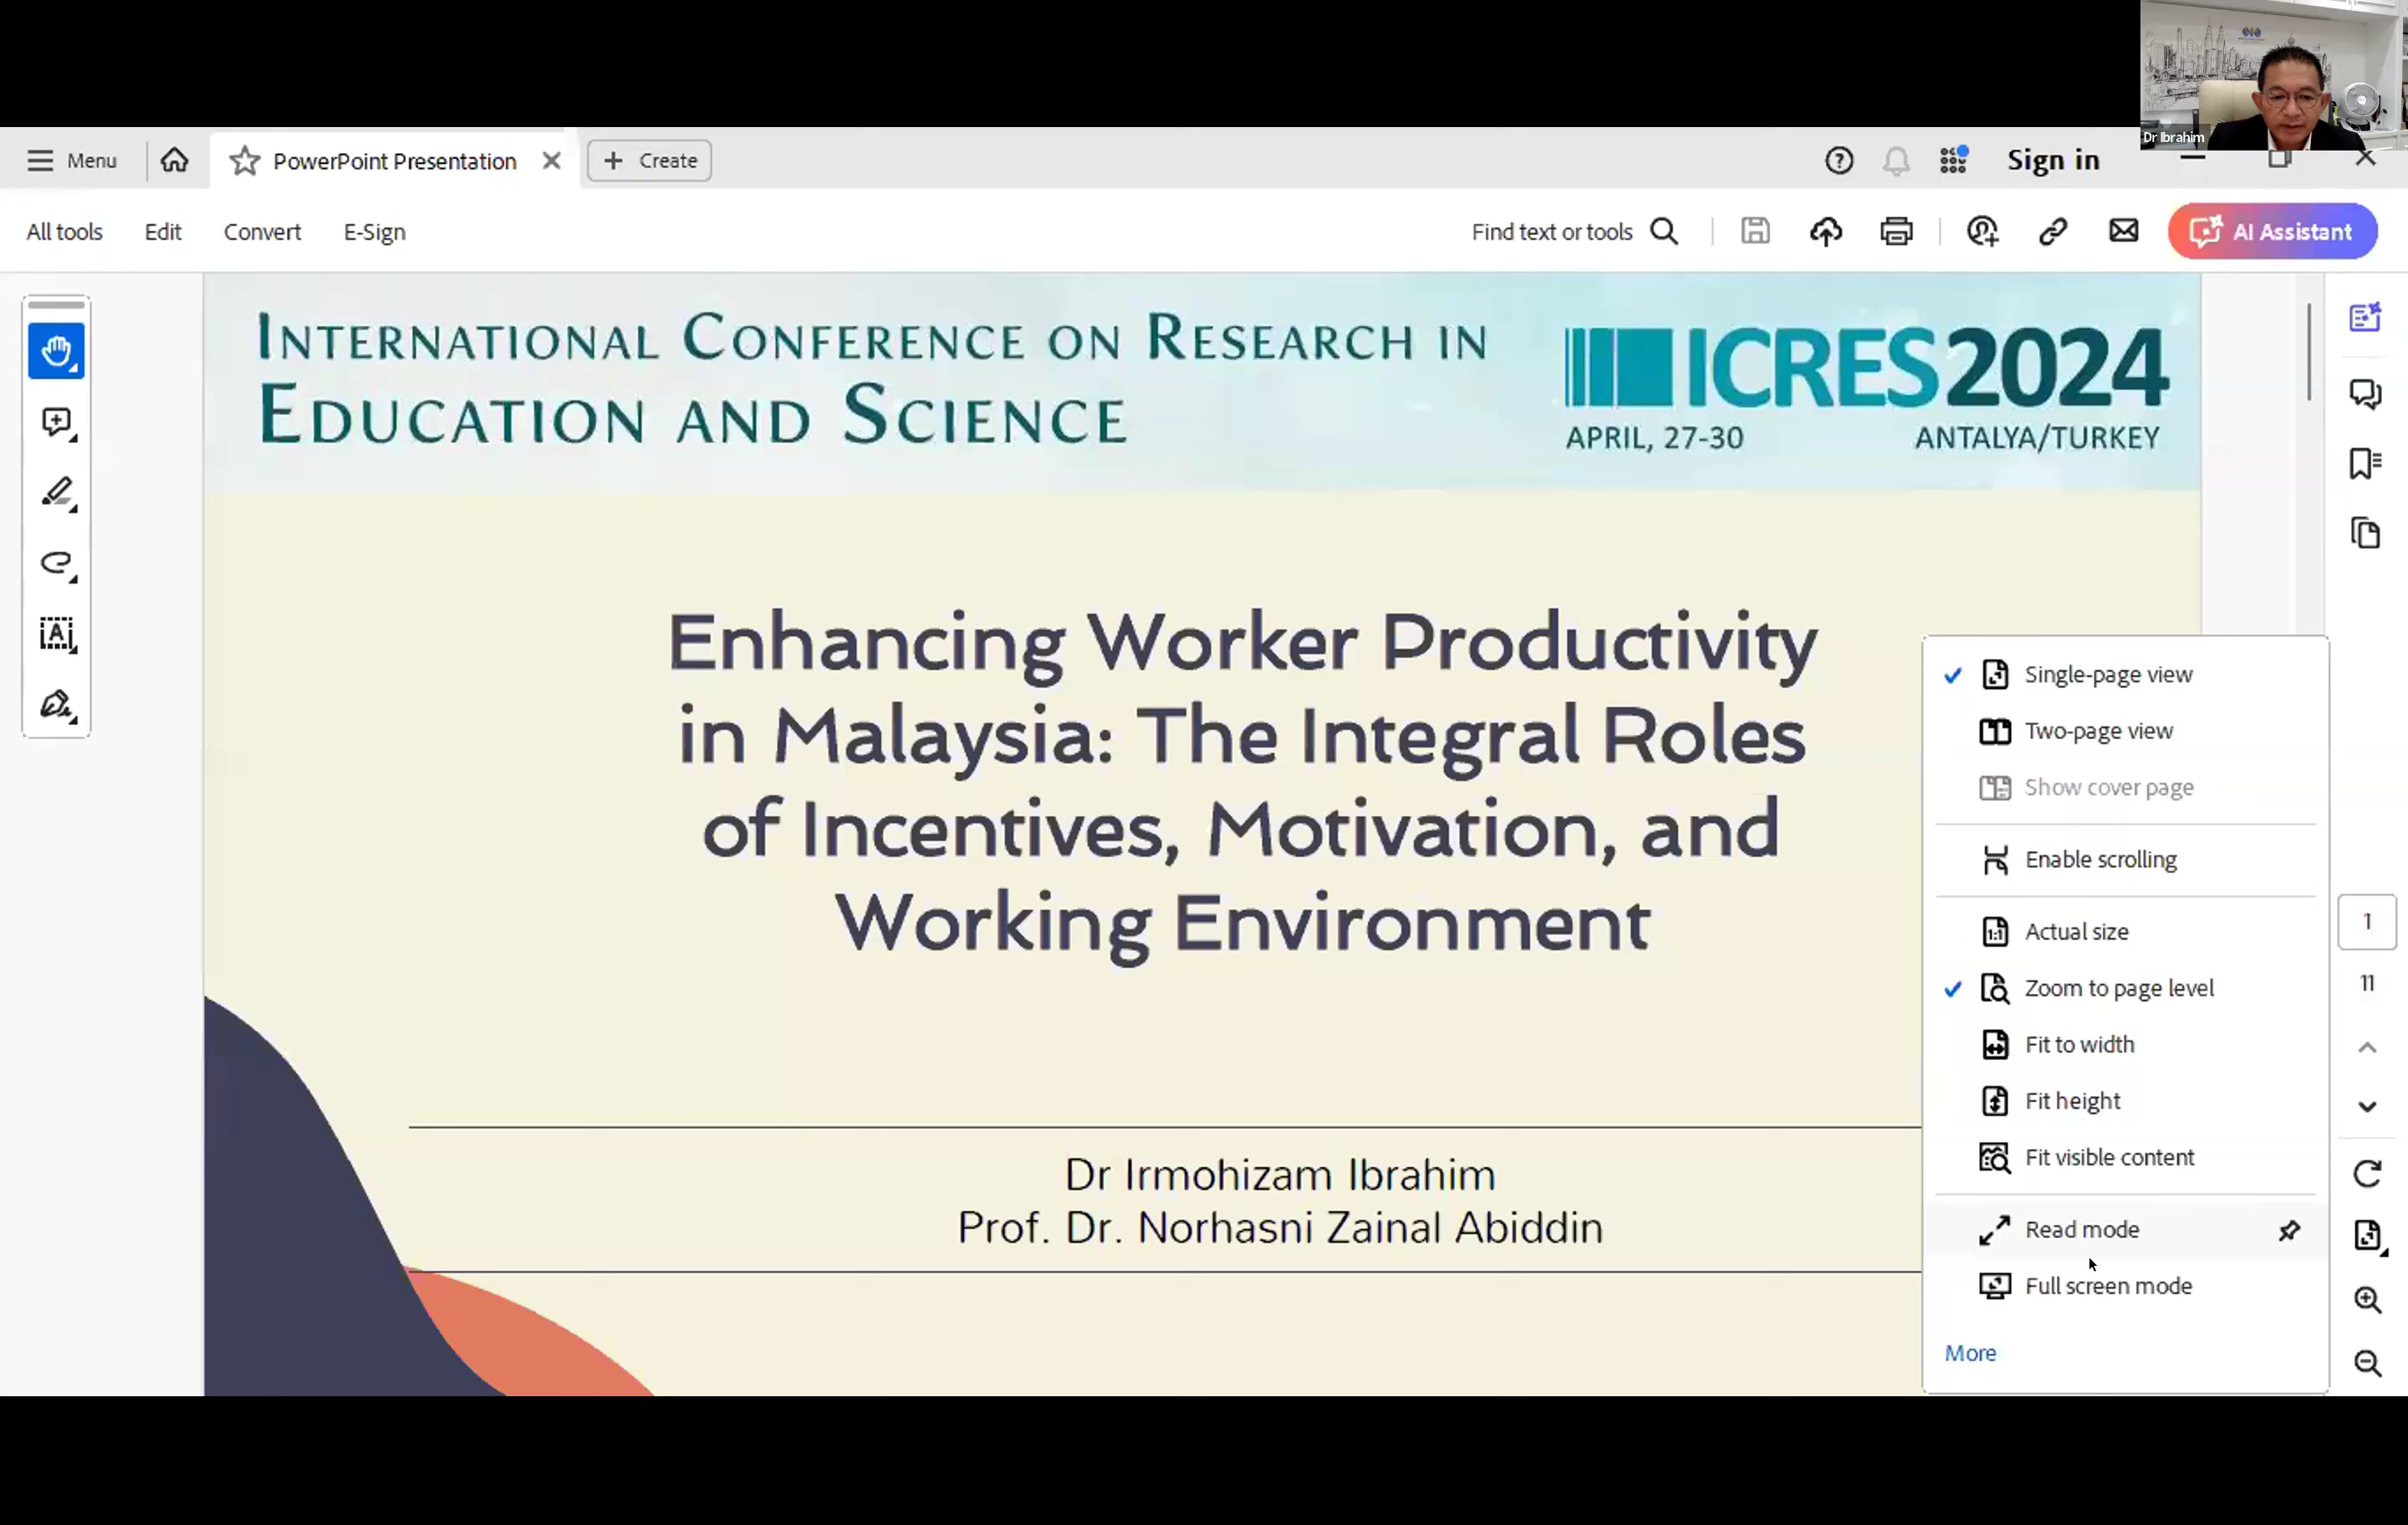 Dr Ibrahim
Menu
PowerPoint Presentation
Create
Sign in
All tools
Edit
Convert
E-Sign
Find text or tools
AI Assistant
INTERNATIONAL CONFERENCE ON RESEARCH IN
EDUCATION AND SCIENCE
ICRES2024
APRIL, 27-30
ANTALYA/TURKEY
Enhancing Worker Productivity
in Malaysia: The Integral Roles
of Incentives, Motivation, and
Working Environment
Dr Irmohizam Ibrahim
Prof. Dr. Norhasni Zainal Abiddin
Single-page view
Two-page view
Show cover page
Enable scrolling
Actual size
Zoom to page level
Fit to width
Fit height
Fit visible content
Read mode
Full screen mode
More
1
11